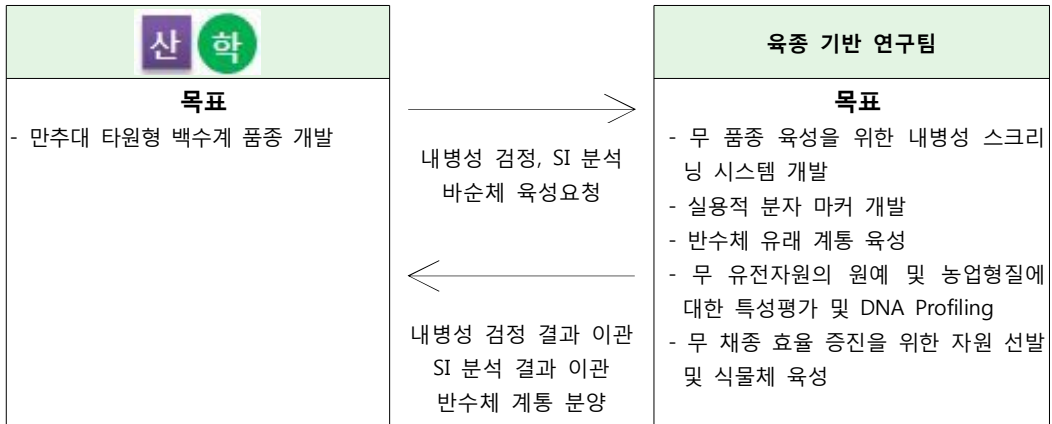 산 학
목표
- 만추대 타원형 백수계 품종 개발
내병성 검정, SI 분석
바순체 육성요청
내병성 검정 결과 이관
SI 분석 결과 이관
반수체 계통 분양
육종 기반 연구팀
목표
- 무 품종 육성을 위한 내병성 스크리
닝 시스템 개발
- 실용적 분자 마커 개발
- 반수체 유래 계통 육성
- 무 유전자원의 원예 및 농업형질에
대한 특성평가 및 DNA Profiling
- 무 채종 효율 증진을 위한 자원 선발
및 식물체 육성